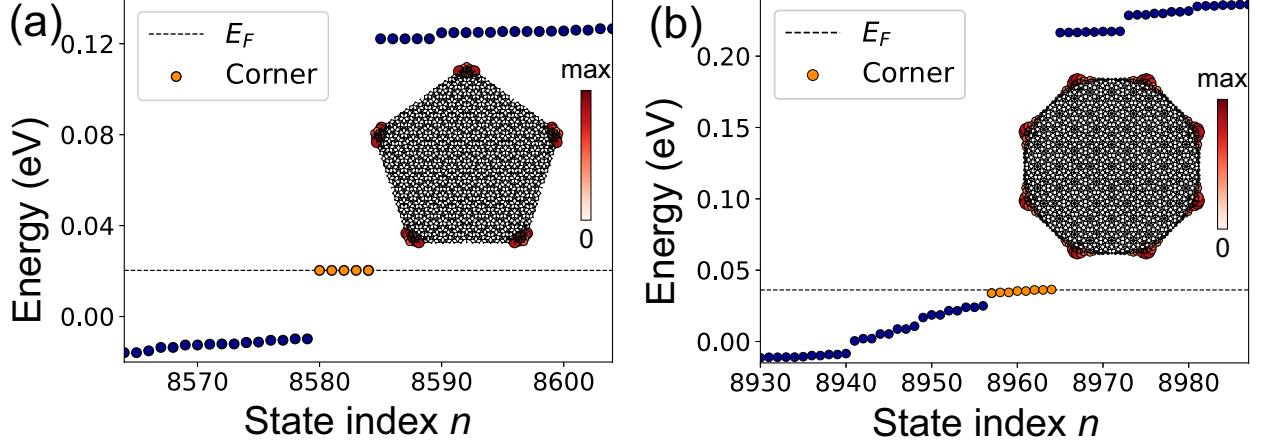 (a)
E_F
Corner
max
0
0.12
0.08
0.04
0.00
Energy (eV)
8570 8580 8590 8600
State index n
(b)
E_F
Corner
max
0
0.20
0.15
0.10
0.05
0.00
Energy (eV)
8930 8940 8950 8960 8970 8980
State index n